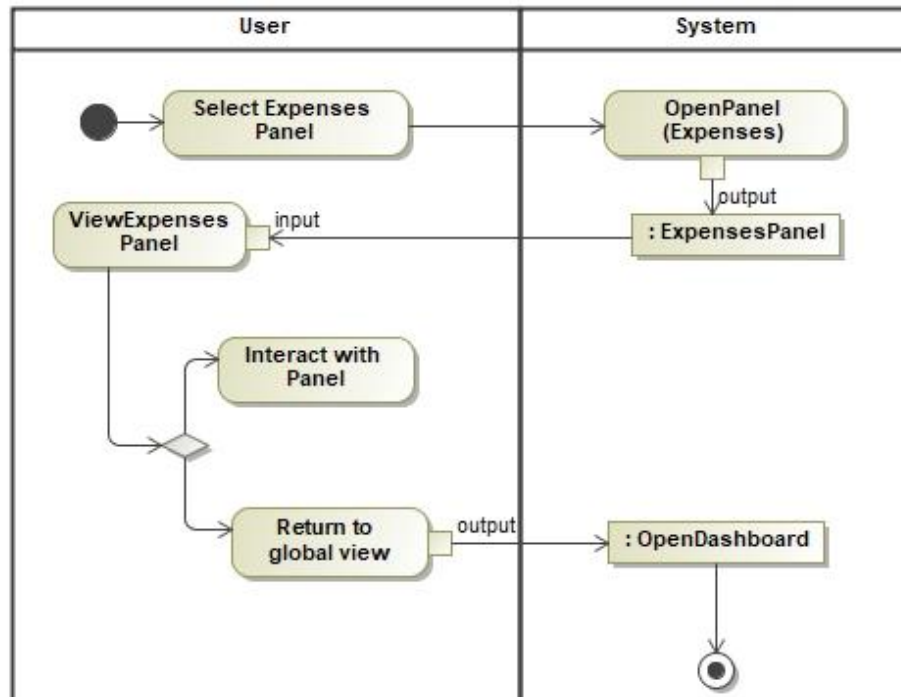 User
System
Select Expenses
Panel
OpenPanel
(Expenses)
output
ViewExpenses
Panel
input
: ExpensesPanel
Interact with
Panel
Return to
global view
output
: OpenDashboard